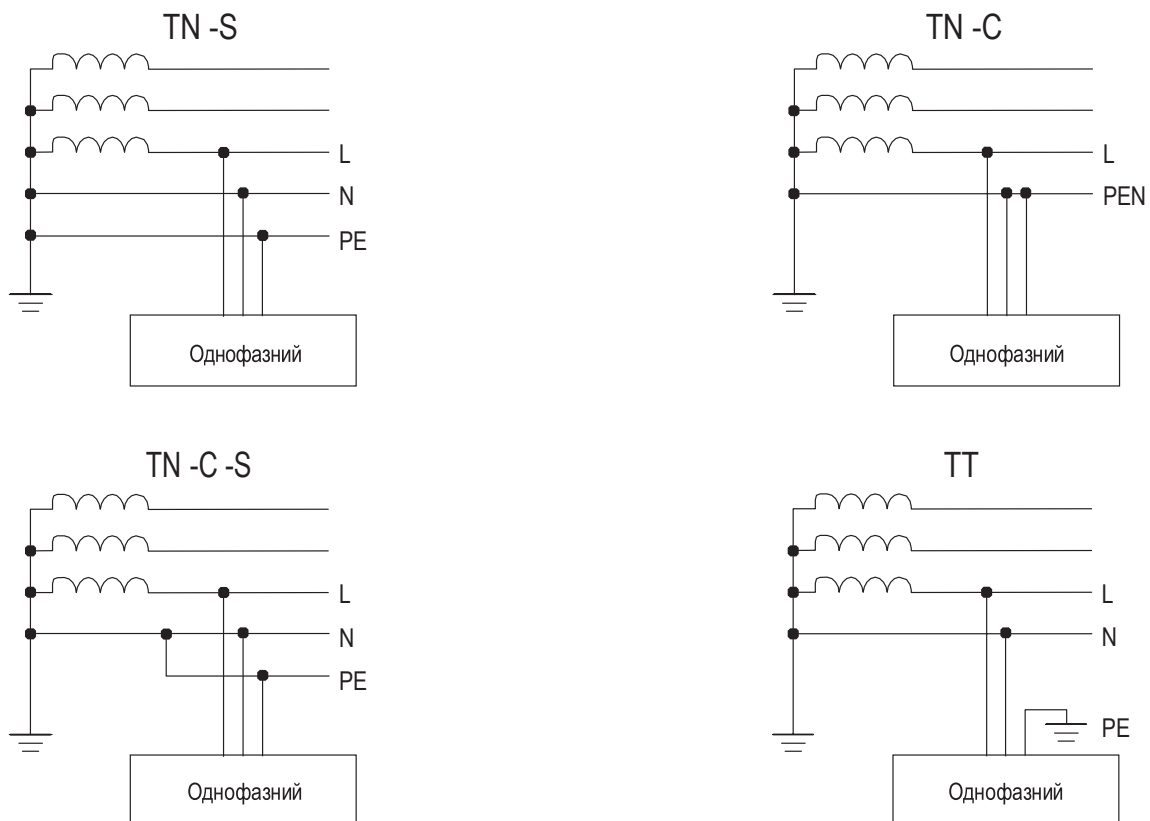 TN -S
L
N
PE
Однофазний
TN -C
L
PEN
Однофазний
TN -C -S
L
N
PE
Однофазний
TT
L
N
PE
Однофазний